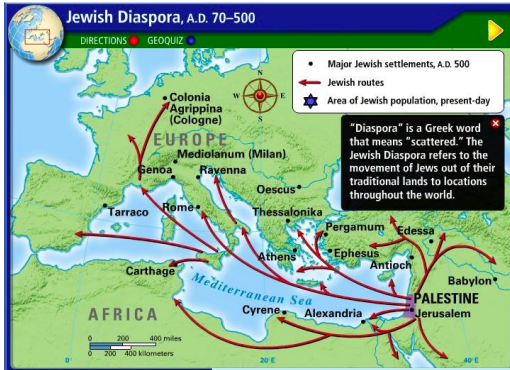 Jewish Diaspora, A.D. 70–500
DIRECTIONS GEOQUIZ
Major Jewish settlements, A.D. 500
Jewish routes
Area of Jewish population, present-day
"Diaspora" is a Greek word
that means "scattered." The
Jewish Diaspora refers to the
movement of Jews out of their
traditional lands to locations
throughout the world.
N
W E
S
Colonia
Agrippina
(Cologne)
EUROPE
Mediolanum (Milan)
Genoa
Ravenna
Oescus
Tarraco
Rome
Thessalonika
Pergamum
Edessa
Athens
Ephesus
Antioch
Carthage
Mediterranean Sea
Babylon
PALESTINE
Jerusalem
AFRICA
Cyrene
Alexandria
0 200 400 miles
0 200 400 kilometers
0° 20°E 40°E